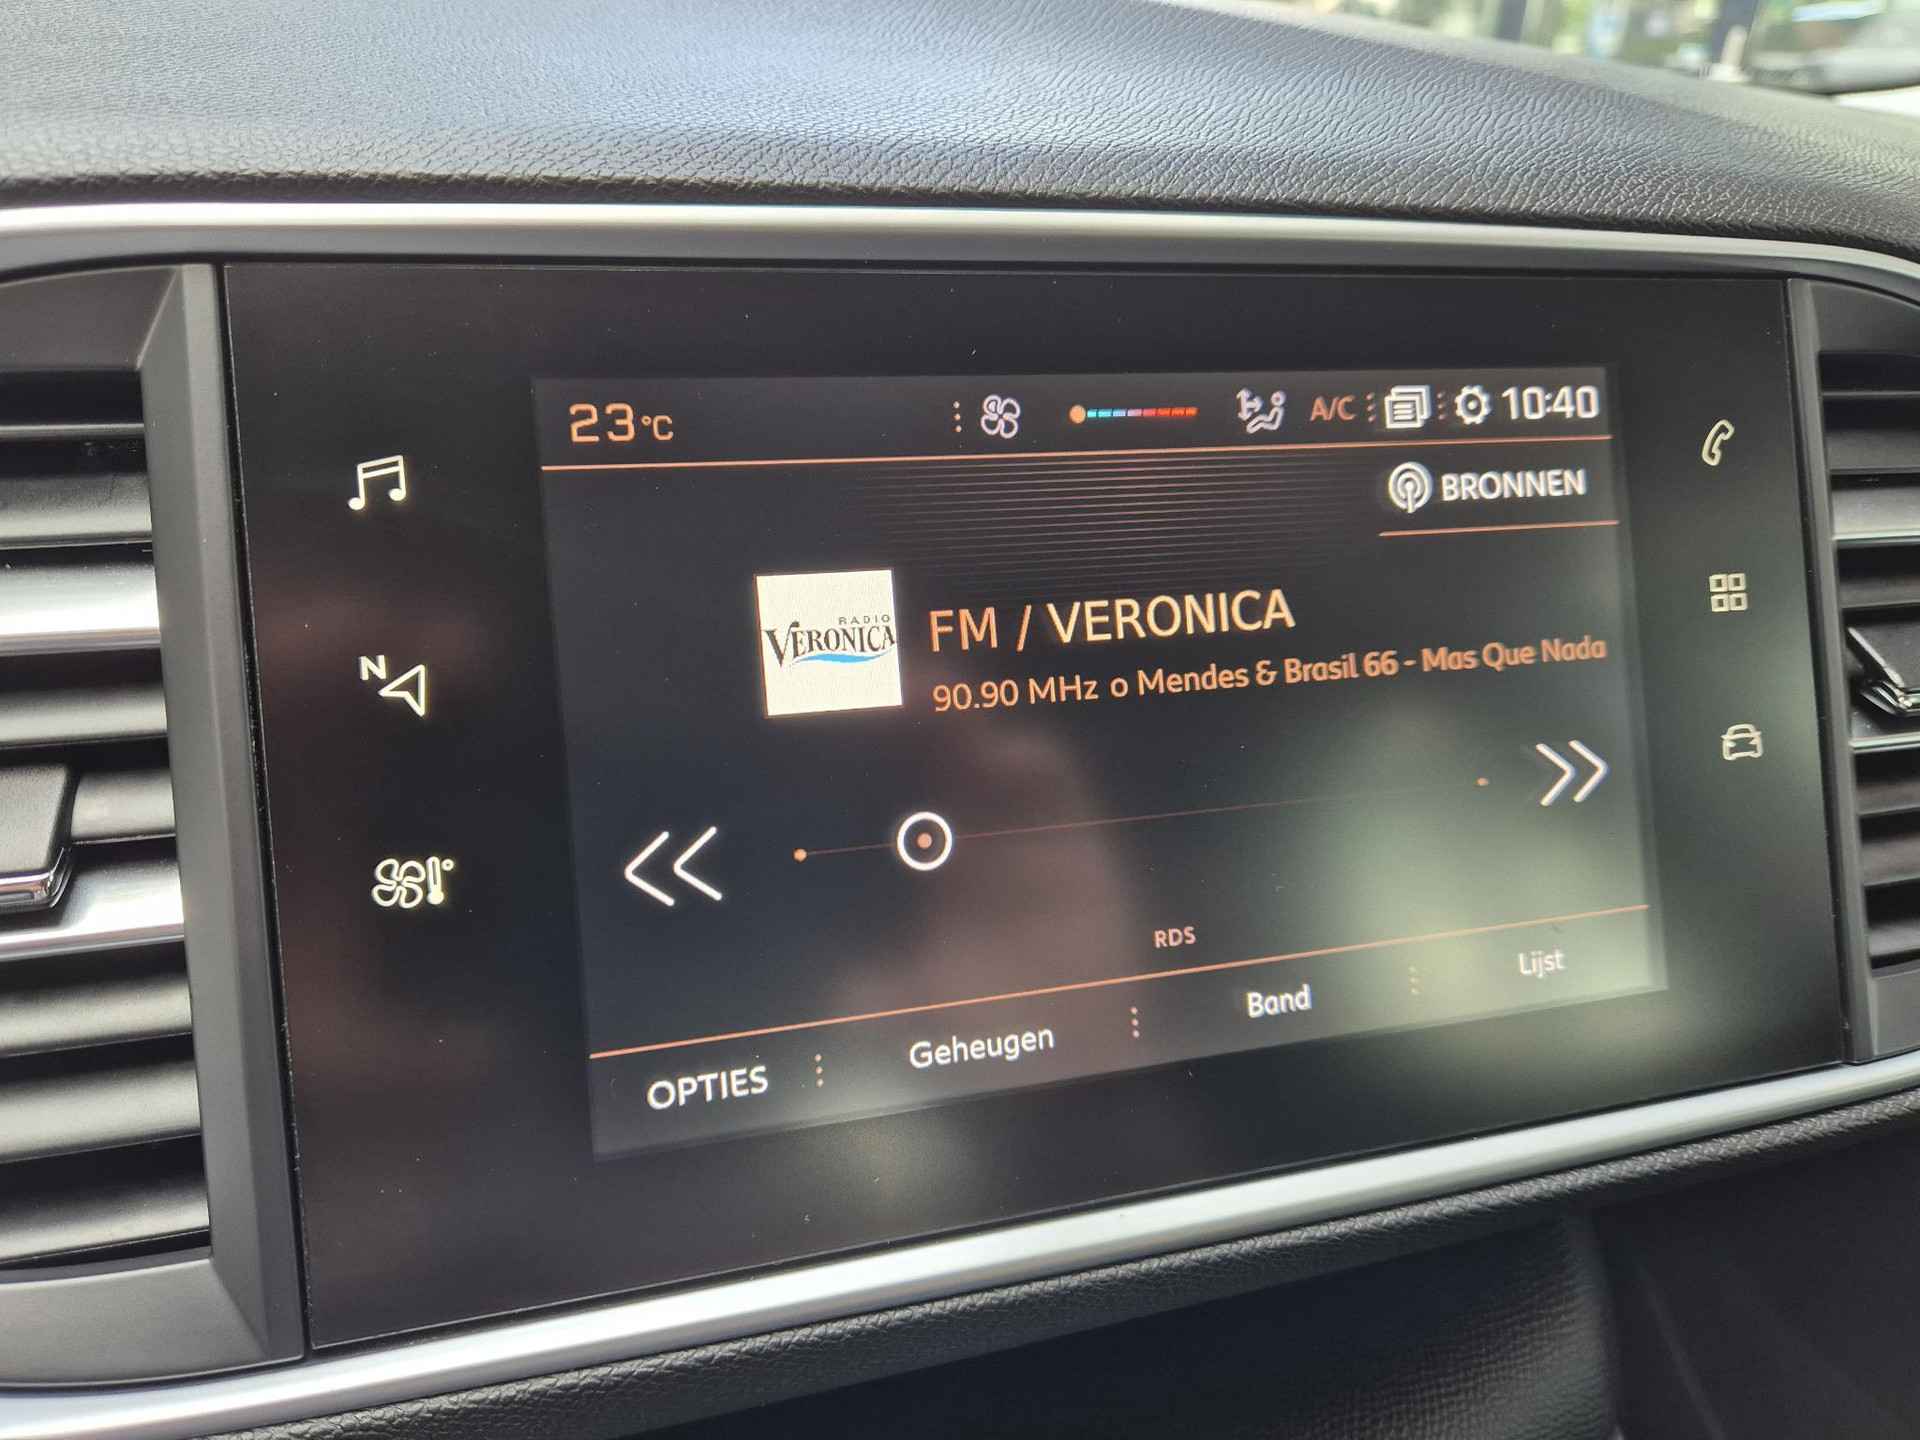 23°C A/C 10:40
BRONNEN
RADIO
VERONICA
FM / VERONICA
90.90 MHz o Mendes & Brasil 66 - Mas Que Nada
N
RDS
OPTIES Geheugen Band Lijst